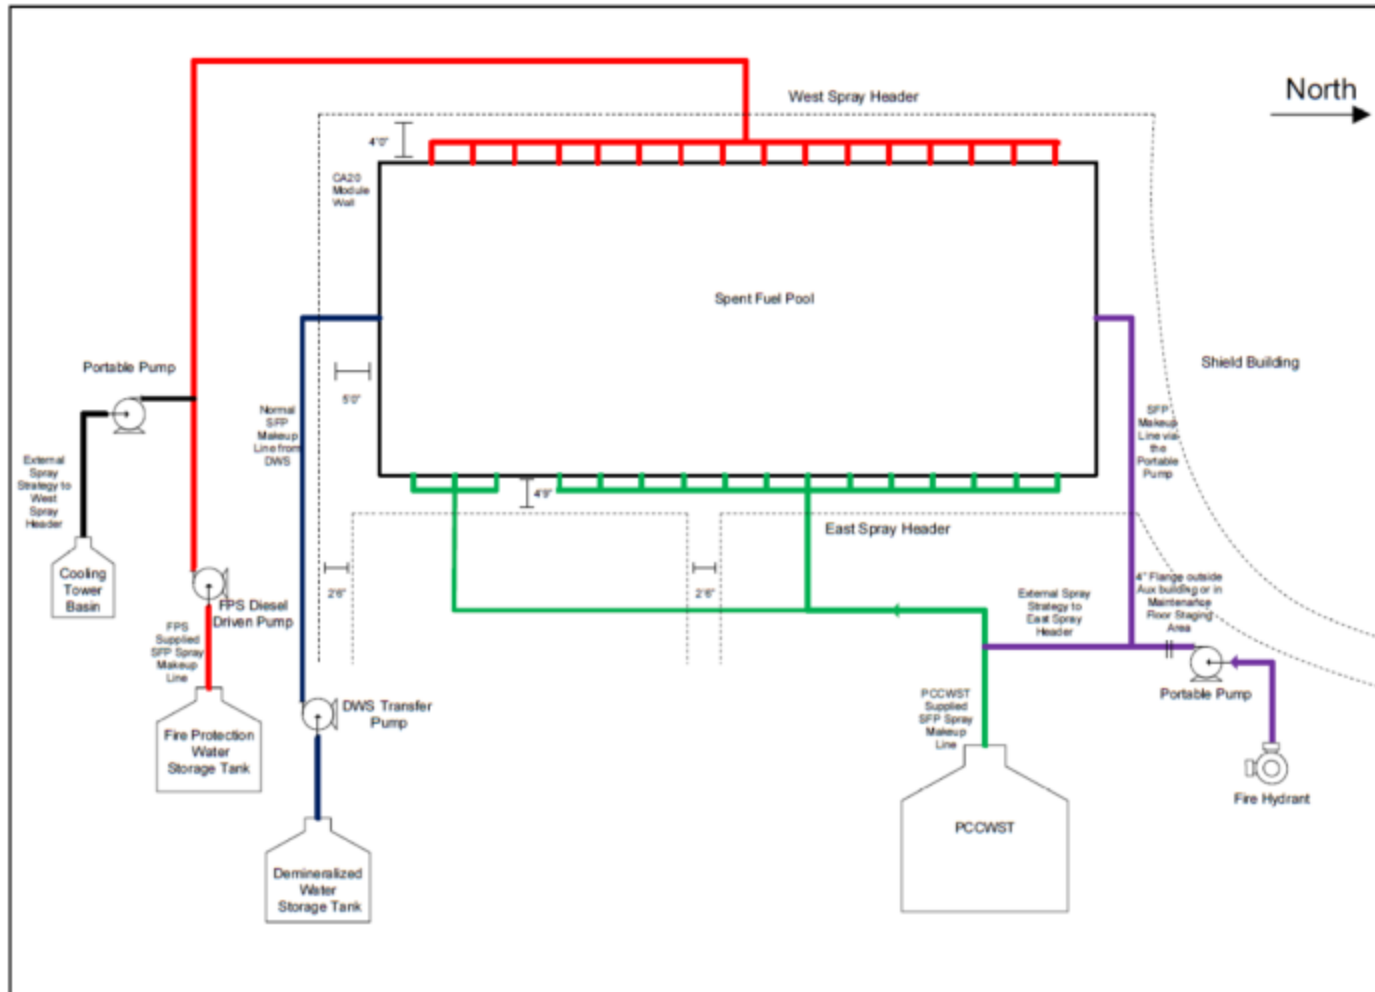 North
West Spray Header
4'0"
CA20
Module
Wall
Spent Fuel Pool
Shield Building
Portable Pump
5'0"
Normal
SFP
Makeup
Line from
DWS
SFP
Makeup
Line via
the
Portable
Pump
External
Spray
Strategy to
West
Spray
Header
4'9"
East Spray Header
Cooling
Tower
Basin
2'6"
2'6"
FPS Diesel
Driven Pump
External Spray
Strategy to
East Spray
Header
4" Flange outside
Aux building or in
Maintenance
Floor Staging
Area
FPS
Supplied
SFP Spray
Makeup
Line
Portable Pump
DWS Transfer
Pump
PCCWST
Supplied
SFP Spray
Makeup
Line
Fire Protection
Water
Storage Tank
Fire Hydrant
PCCWST
Demineralized
Water
Storage Tank